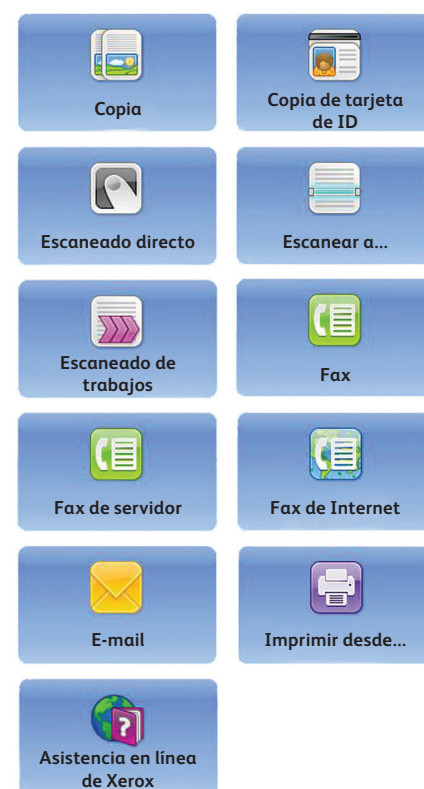 Copia
Copia de tarjeta
de ID
Escaneado directo
Escanear a...
Escaneado de
trabajos
Fax
Fax de servidor
Fax de Internet
E-mail
Imprimir desde...
?
Asistencia en línea
de Xerox